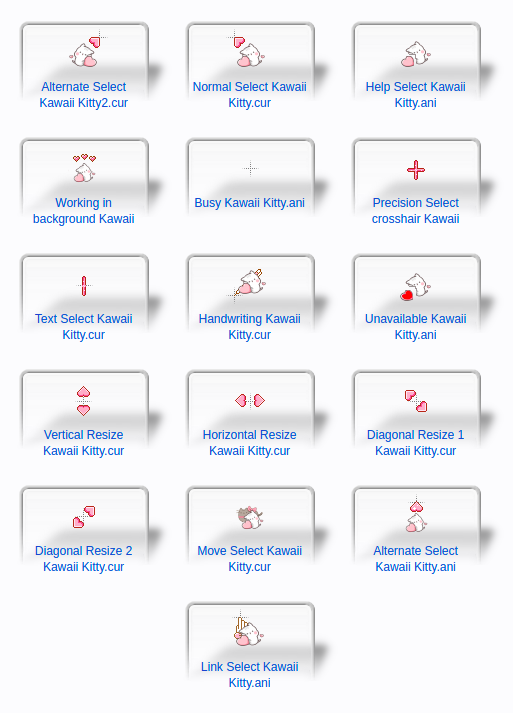 Alternate Select
Kawaii Kitty2.cur
Normal Select Kawaii
Kitty.cur
Help Select Kawaii
Kitty.ani
Working in
background Kawaii
Busy Kawaii Kitty.ani
Precision Select
crosshair Kawaii
Text Select Kawaii
Kitty.cur
Handwriting Kawaii
Kitty.cur
Unavailable Kawaii
Kitty.ani
Vertical Resize
Kawaii Kitty.cur
Horizontal Resize
Kawaii Kitty.cur
Diagonal Resize 1
Kawaii Kitty.cur
Diagonal Resize 2
Kawaii Kitty.cur
Move Select Kawaii
Kitty.cur
Alternate Select
Kawaii Kitty.ani
Link Select Kawaii
Kitty.ani